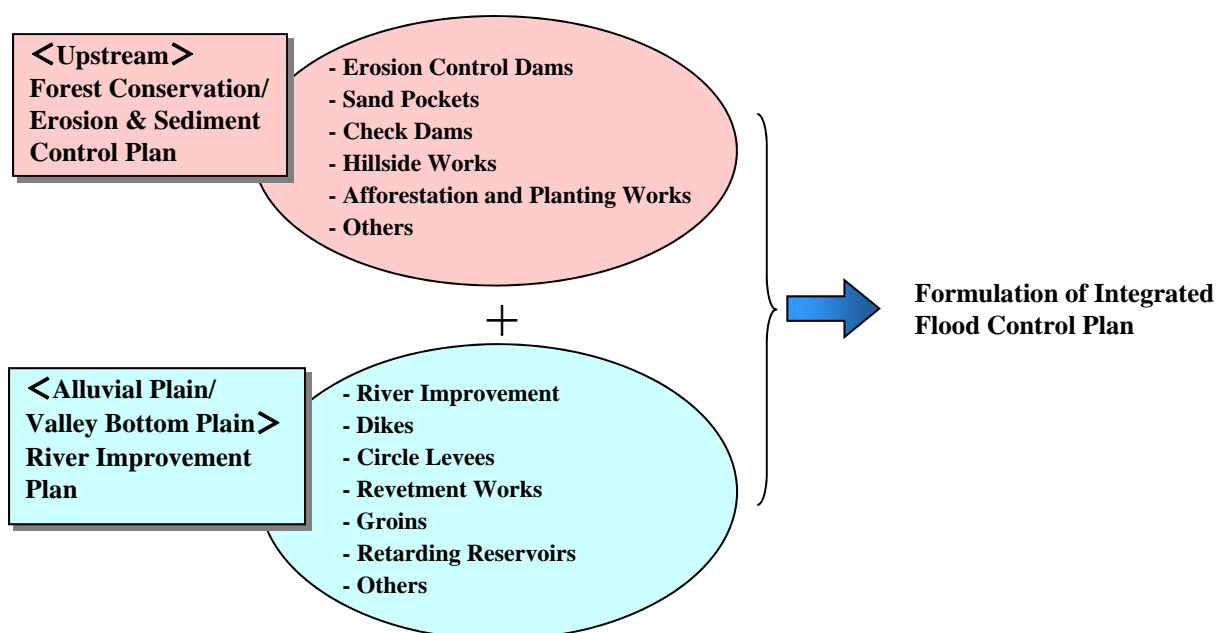 <Upstream>
Forest Conservation/
Erosion & Sediment
Control Plan
- Erosion Control Dams
- Sand Pockets
- Check Dams
- Hillside Works
- Afforestation and Planting Works
- Others
+
<Alluvial Plain/
Valley Bottom Plain>
River Improvement
Plan
- River Improvement
- Dikes
- Circle Levees
- Revetment Works
- Groins
- Retarding Reservoirs
- Others
Formulation of Integrated
Flood Control Plan